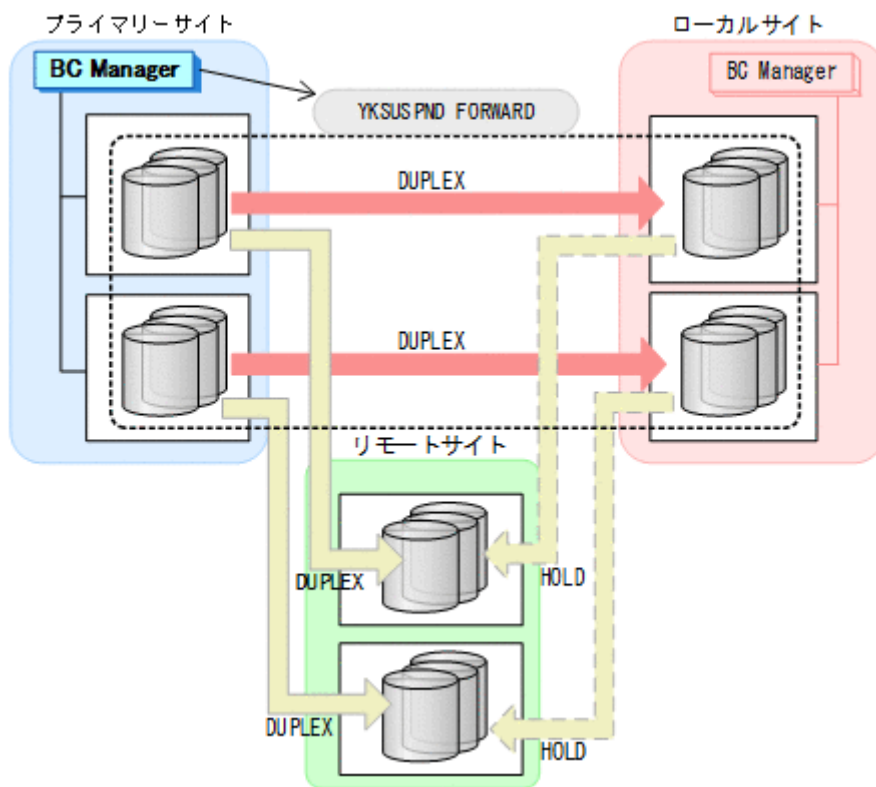 プライマリーサイト
ローカルサイト
BC Manager
BC Manager
YKSUSPND FORWARD
DUPLEX
DUPLEX
リモートサイト
DUPLEX
HOLD
DUPLEX
HOLD